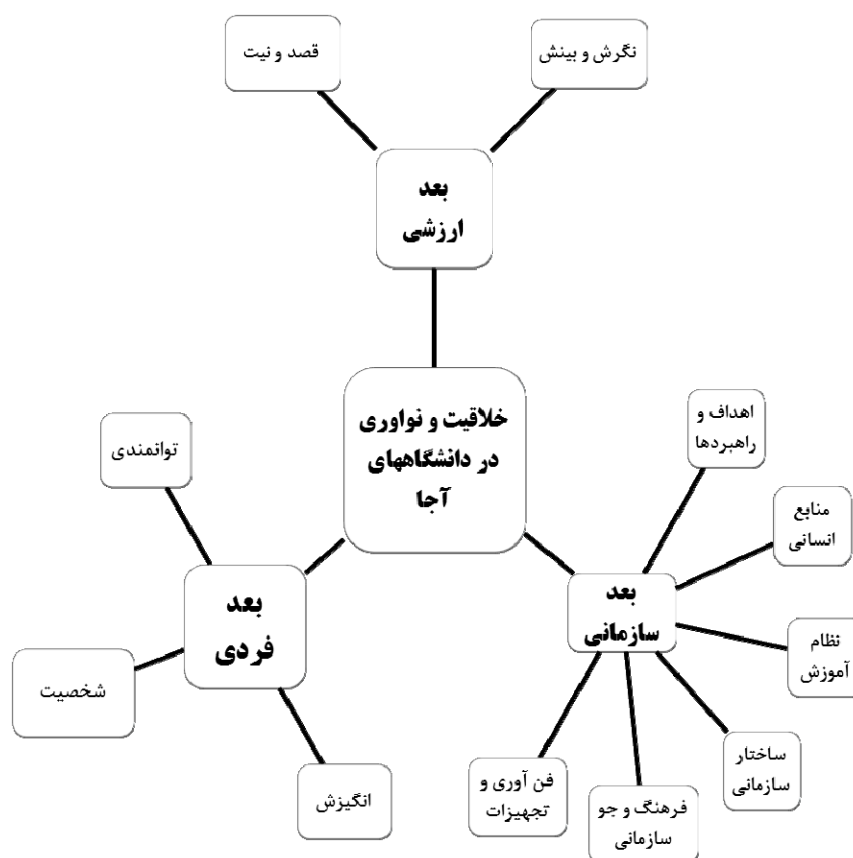 نگرش و بینش
قصد و نیت
بعد
ارزشی
خلاقیت و نواوری
در دانشگاههای
آجا
اهداف و
راهبردها
منابع
انسانی
نظام
آموزش
ساختار
سازمانی
فرهنگ و جو
سازمانی
فن آوری و
تجهیزات
بعد
سازمانی
بعد
فردی
توانمندی
شخصیت
انگیزش